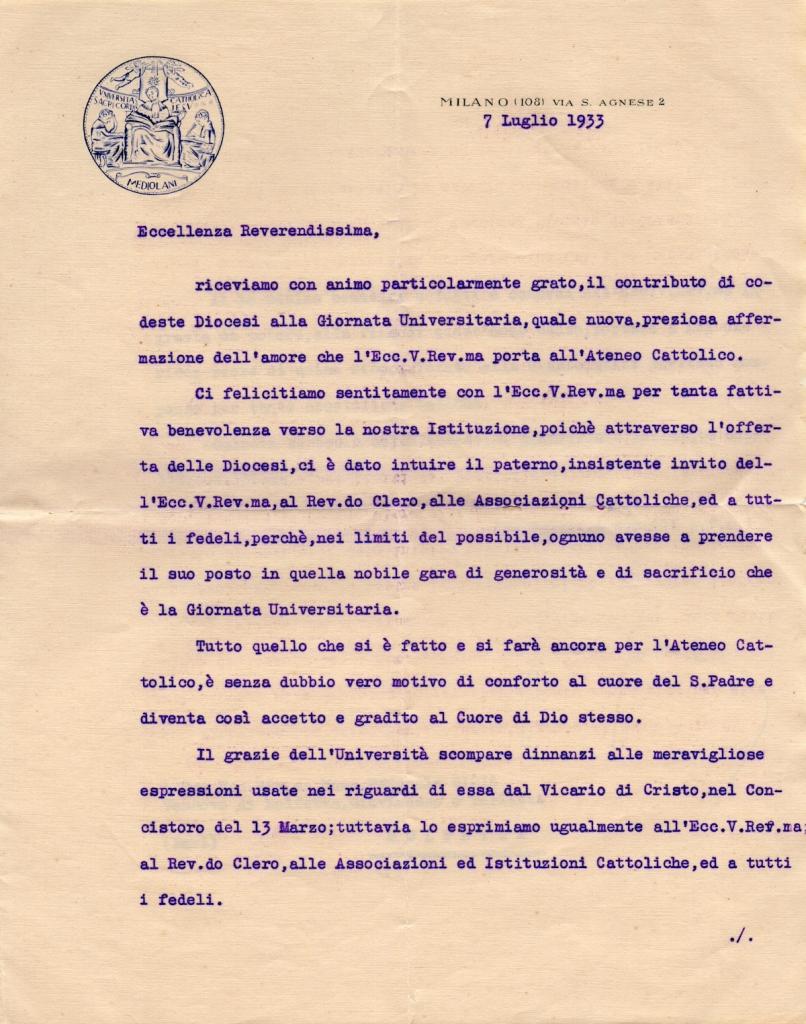 VNIVERSITAS CATHOLICA
SACRI CORDIS IESV
MEDIOLANI
MILANO (108) VIA S. AGNESE 2
7 Luglio 1933
Eccellenza Reverendissima,
riceviamo con animo particolarmente grato,il contributo di co-
deste Diocesi alla Giornata Universitaria,quale nuova,preziosa affer-
mazione dell'amore che l'Ecc.V.Rev.ma porta all'Ateneo Cattolico.
Ci felicitiamo sentitamente con l'Ecc.V.Rev.ma per tanta fatti-
va benevolenza verso la nostra Istituzione,poichè attraverso l'offer-
ta delle Diocesi,ci è dato intuire il paterno,insistente invito del-
l'Ecc.V.Rev.ma,al Rev.do Clero,alle Associazioni Cattoliche,ed a tut-
ti i fedeli,perchè,nei limiti del possibile,ognuno avesse a prendere
il suo posto in quella nobile gara di generosità e di sacrificio che
è la Giornata Universitaria.
Tutto quello che si è fatto e si farà ancora per l'Ateneo Cat-
tolico,è senza dubbio vero motivo di conforto al cuore del S.Padre e
diventa così accetto e gradito al Cuore di Dio stesso.
Il grazie dell'Università scompare dinnanzi alle meravigliose
espressioni usate nei riguardi di essa dal Vicario di Cristo,nel Con-
cistoro del 13 Marzo;tuttavia lo esprimiamo ugualmente all'Ecc.V.Rev.ma;
al Rev.do Clero,alle Associazioni ed Istituzioni Cattoliche,ed a tutti
i fedeli.
./.